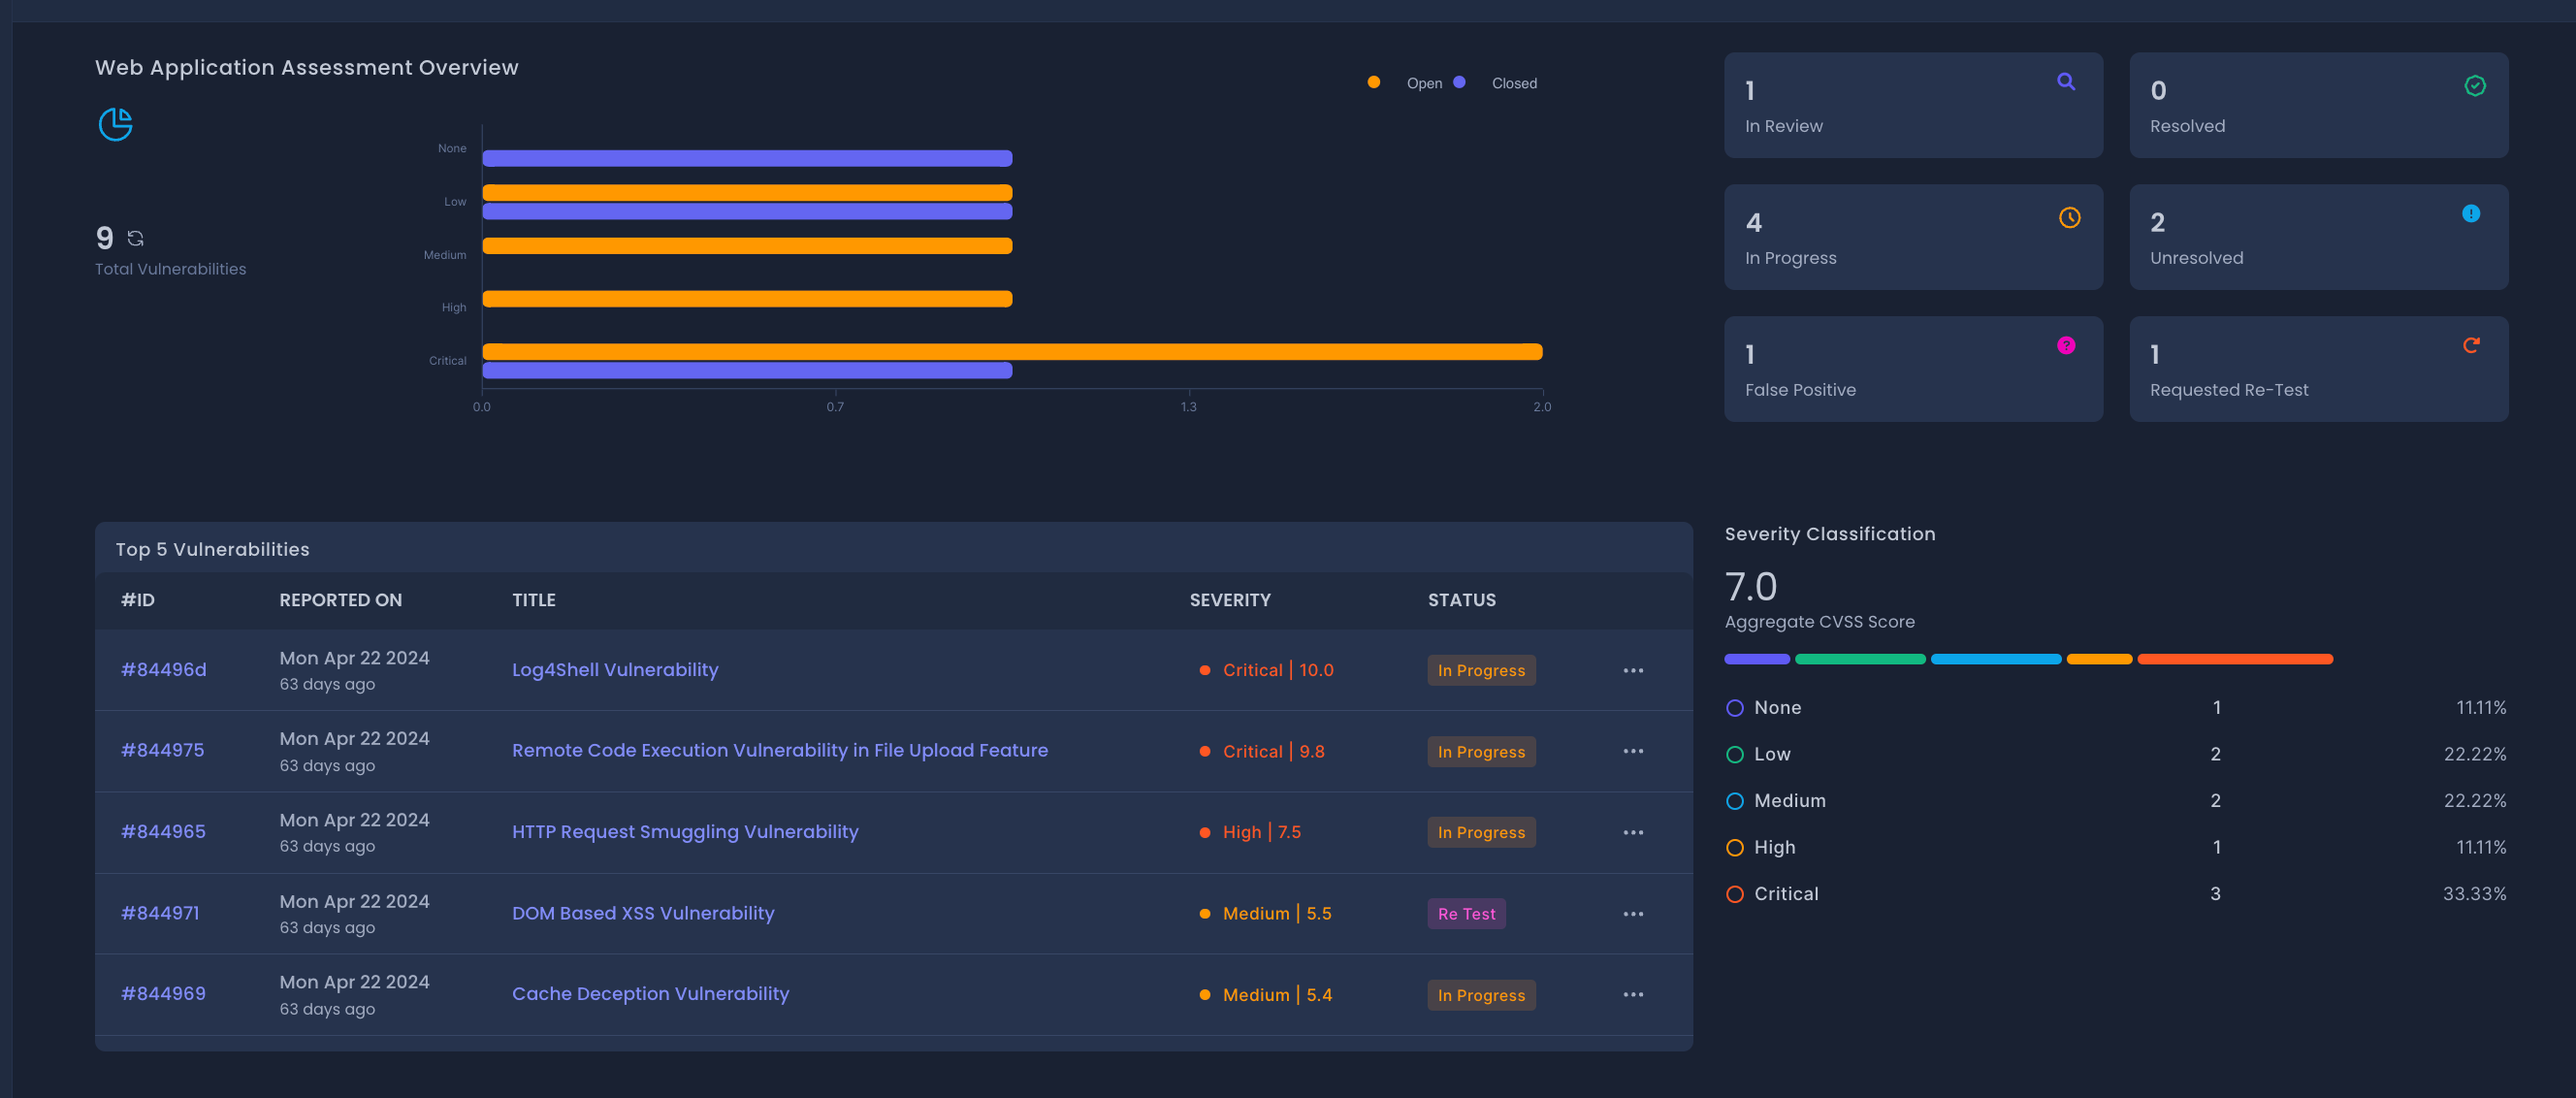 Web Application Assessment Overview
Open
Closed
9
Total Vulnerabilities
None
Low
Medium
High
Critical
0.0
0.7
1.3
2.0
1
In Review
0
Resolved
4
In Progress
2
Unresolved
1
False Positive
1
Requested Re-Test
Top 5 Vulnerabilities
#ID REPORTED ON TITLE SEVERITY STATUS
#84496d Mon Apr 22 2024 Log4Shell Vulnerability Critical | 10.0 In Progress
63 days ago
#844975 Mon Apr 22 2024 Remote Code Execution Vulnerability in File Upload Feature Critical | 9.8 In Progress
63 days ago
#844965 Mon Apr 22 2024 HTTP Request Smuggling Vulnerability High | 7.5 In Progress
63 days ago
#844971 Mon Apr 22 2024 DOM Based XSS Vulnerability Medium | 5.5 Re Test
63 days ago
#844969 Mon Apr 22 2024 Cache Deception Vulnerability Medium | 5.4 In Progress
63 days ago
Severity Classification
7.0
Aggregate CVSS Score
None 1 11.11%
Low 2 22.22%
Medium 2 22.22%
High 1 11.11%
Critical 3 33.33%